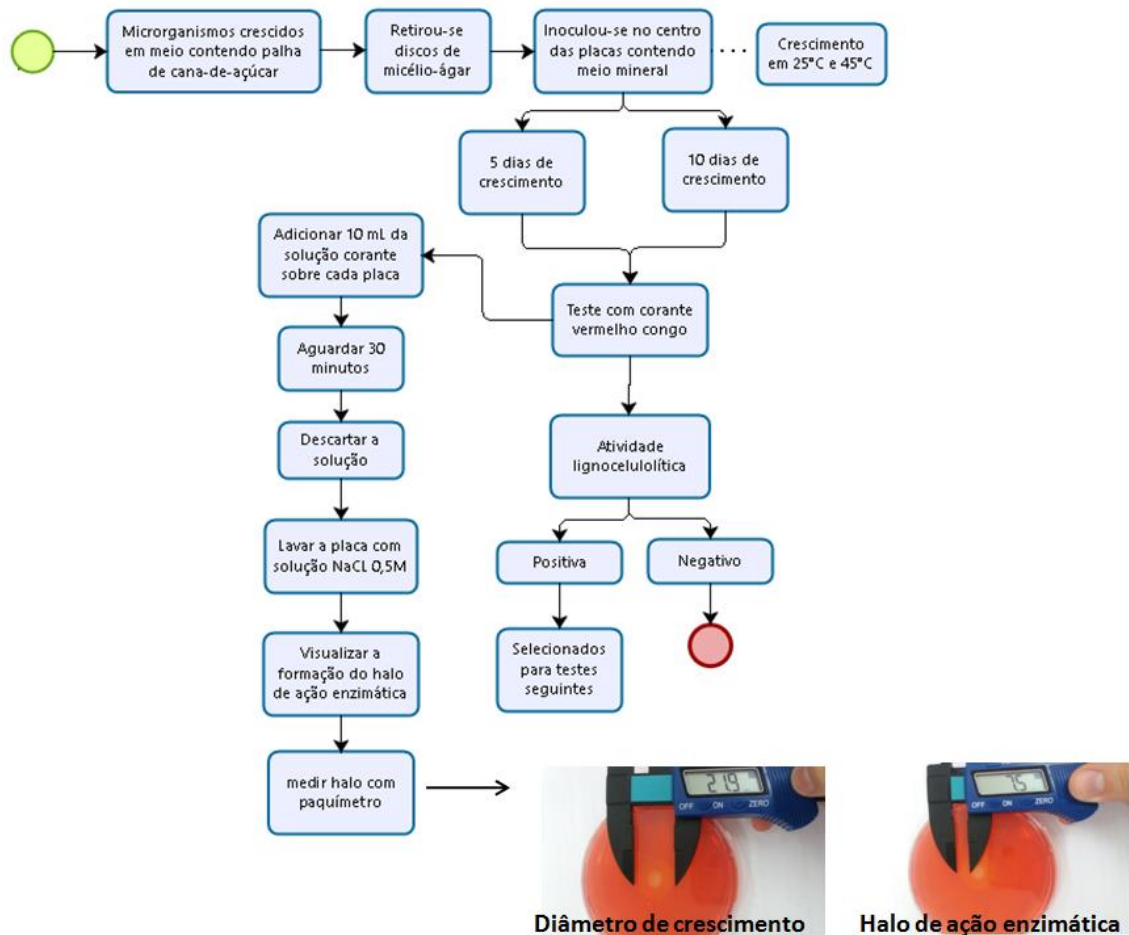 Microrganismos crescidos
em meio contendo palha
de cana-de-açúcar
Retirou-se
discos de
micélio-ágar
Inoculou-se no centro
das placas contendo
meio mineral
Crescimento
em 25°C e 45°C
5 dias de
crescimento
10 dias de
crescimento
Adicionar 10 mL da
solução corante
sobre cada placa
Teste com corante
vermelho congo
Aguardar 30
minutos
Descartar a
solução
Atividade
lignocelulolítica
Lavar a placa com
solução NaCL 0,5M
Positiva
Negativo
Visualizar a
formação do halo
de ação enzimática
Selecionados
para testes
seguintes
medir halo com
paquímetro
21.9
OFF ON ZERO
Diâmetro de crescimento
7.5
OFF ON ZERO
Halo de ação enzimática